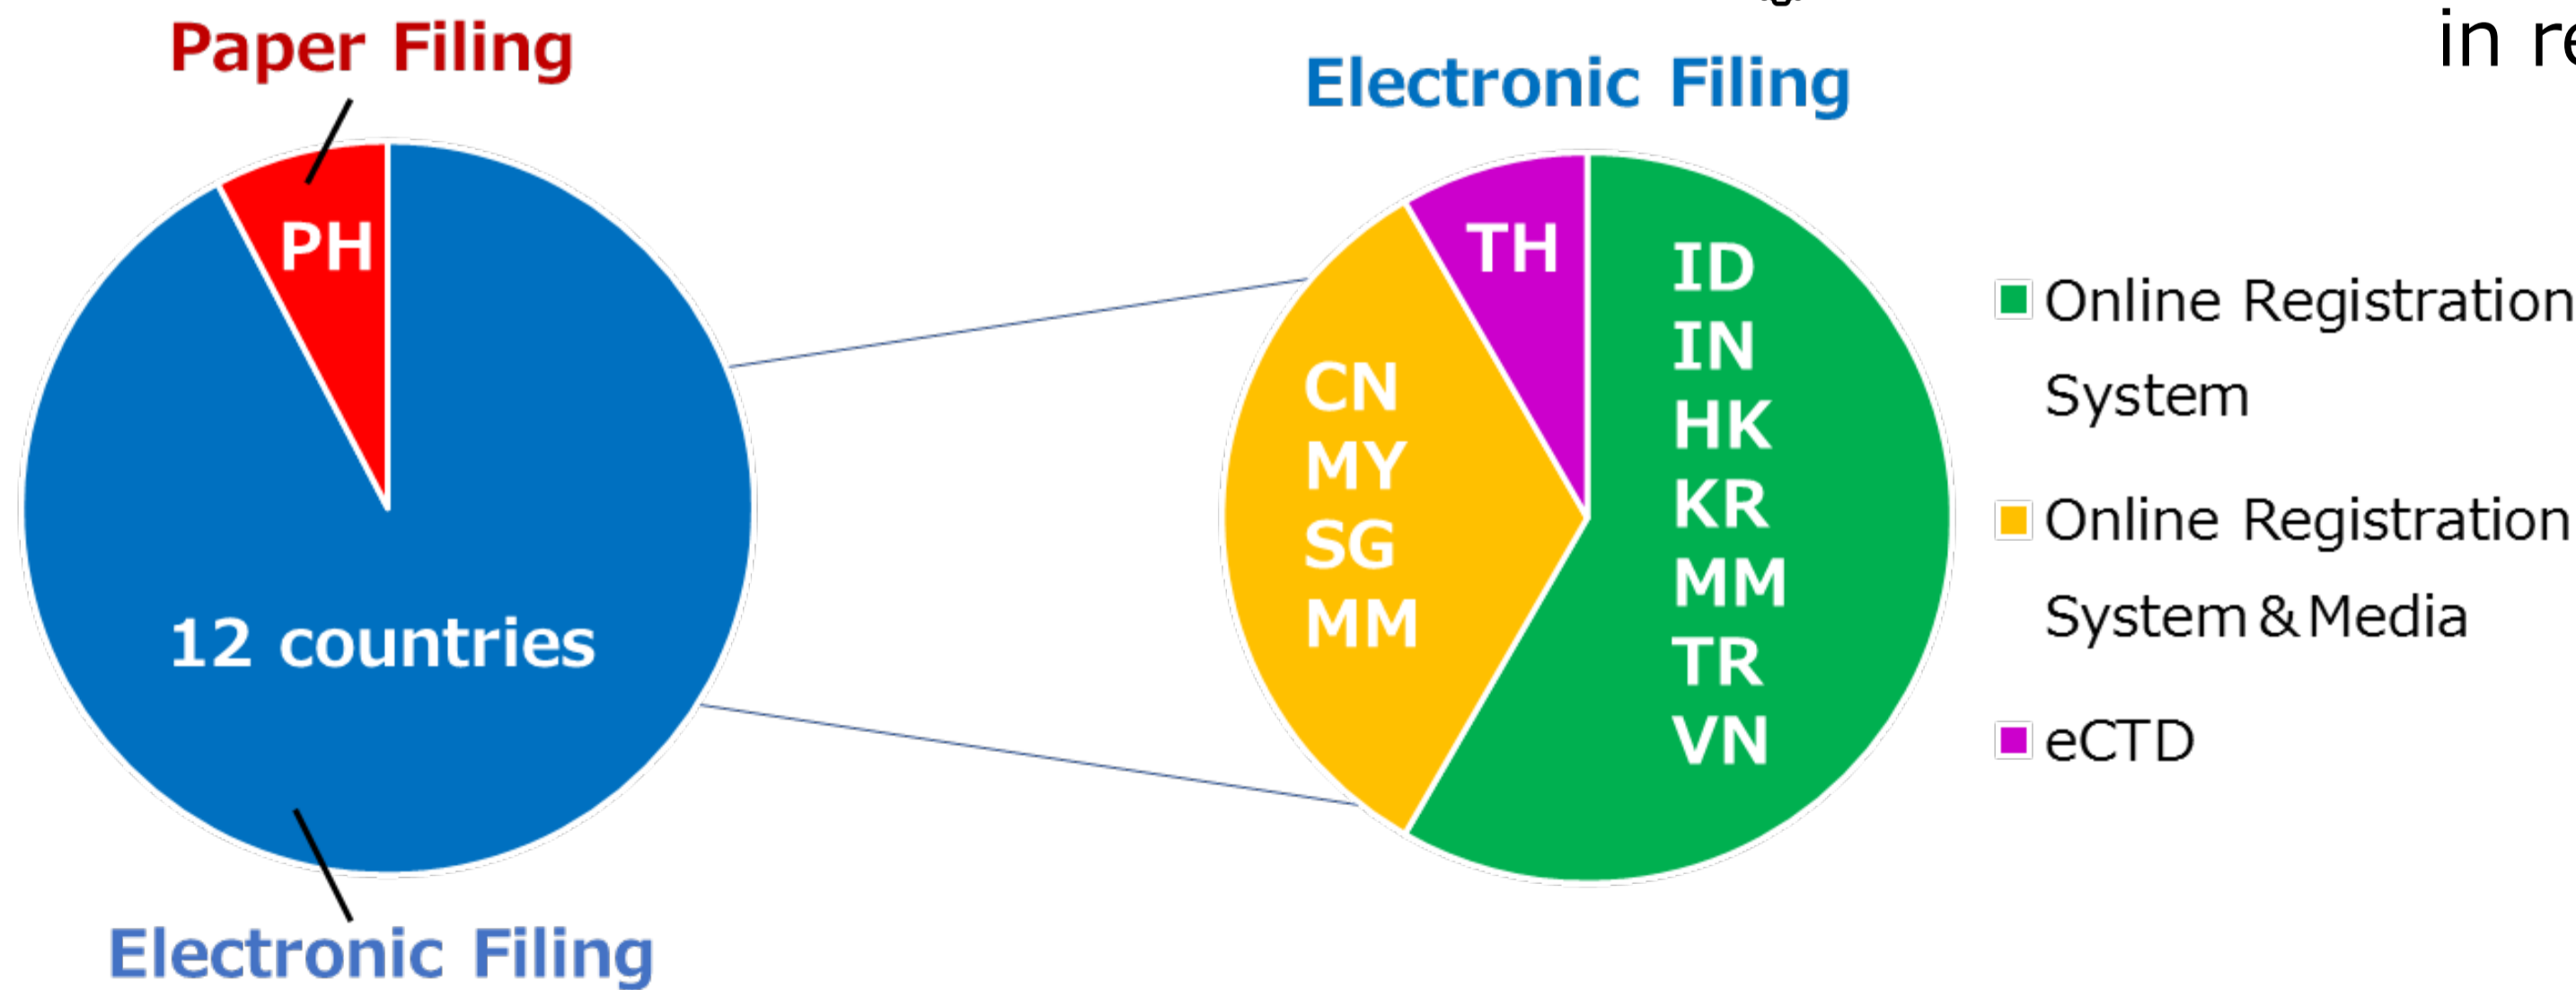 in re
Paper Filing
PH
12 countries
Electronic Filing
Electronic Filing
TH
ID
IN
HK
KR
MM
TR
VN
CN
MY
SG
MM
Online Registration
System
Online Registration
System & Media
eCTD